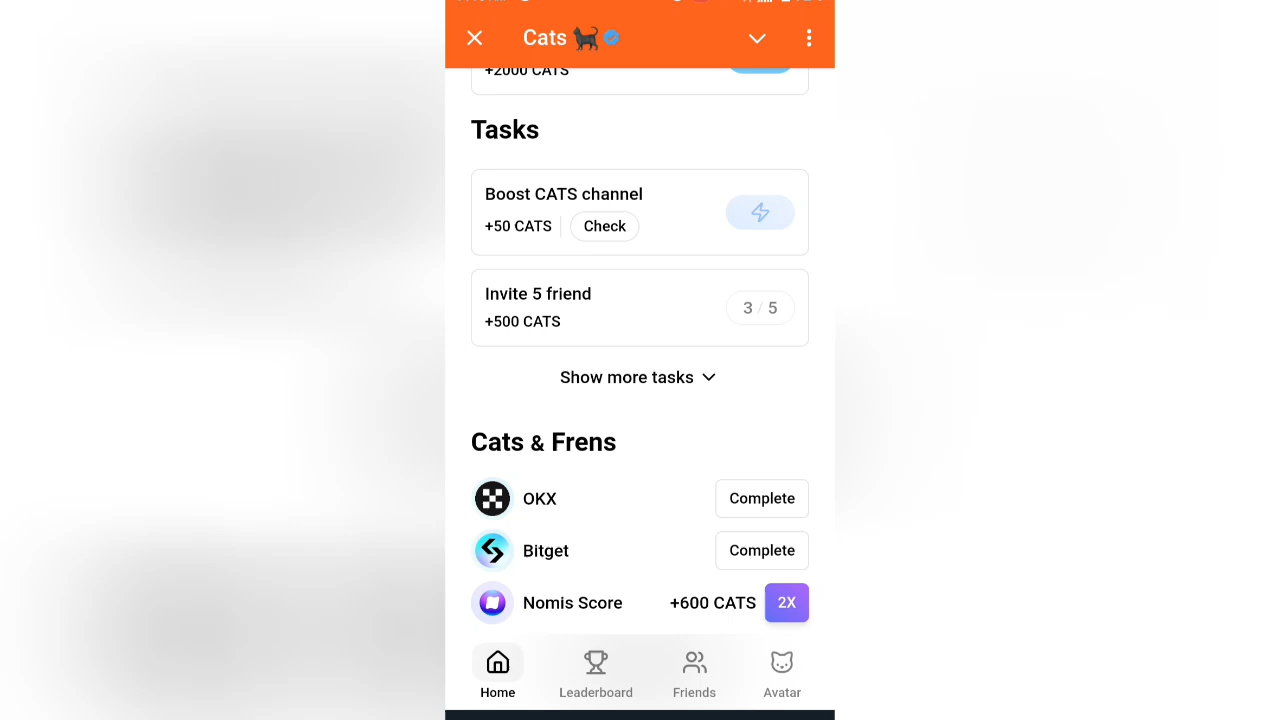 Cats 🐈‍⬛
+2000 CATS
Tasks
Boost CATS channel
+50 CATS
Check
Invite 5 friend
3 / 5
+500 CATS
Show more tasks
Cats & Frens
OKX
Complete
Bitget
Complete
Nomis Score
+600 CATS
2X
Home
Leaderboard
Friends
Avatar